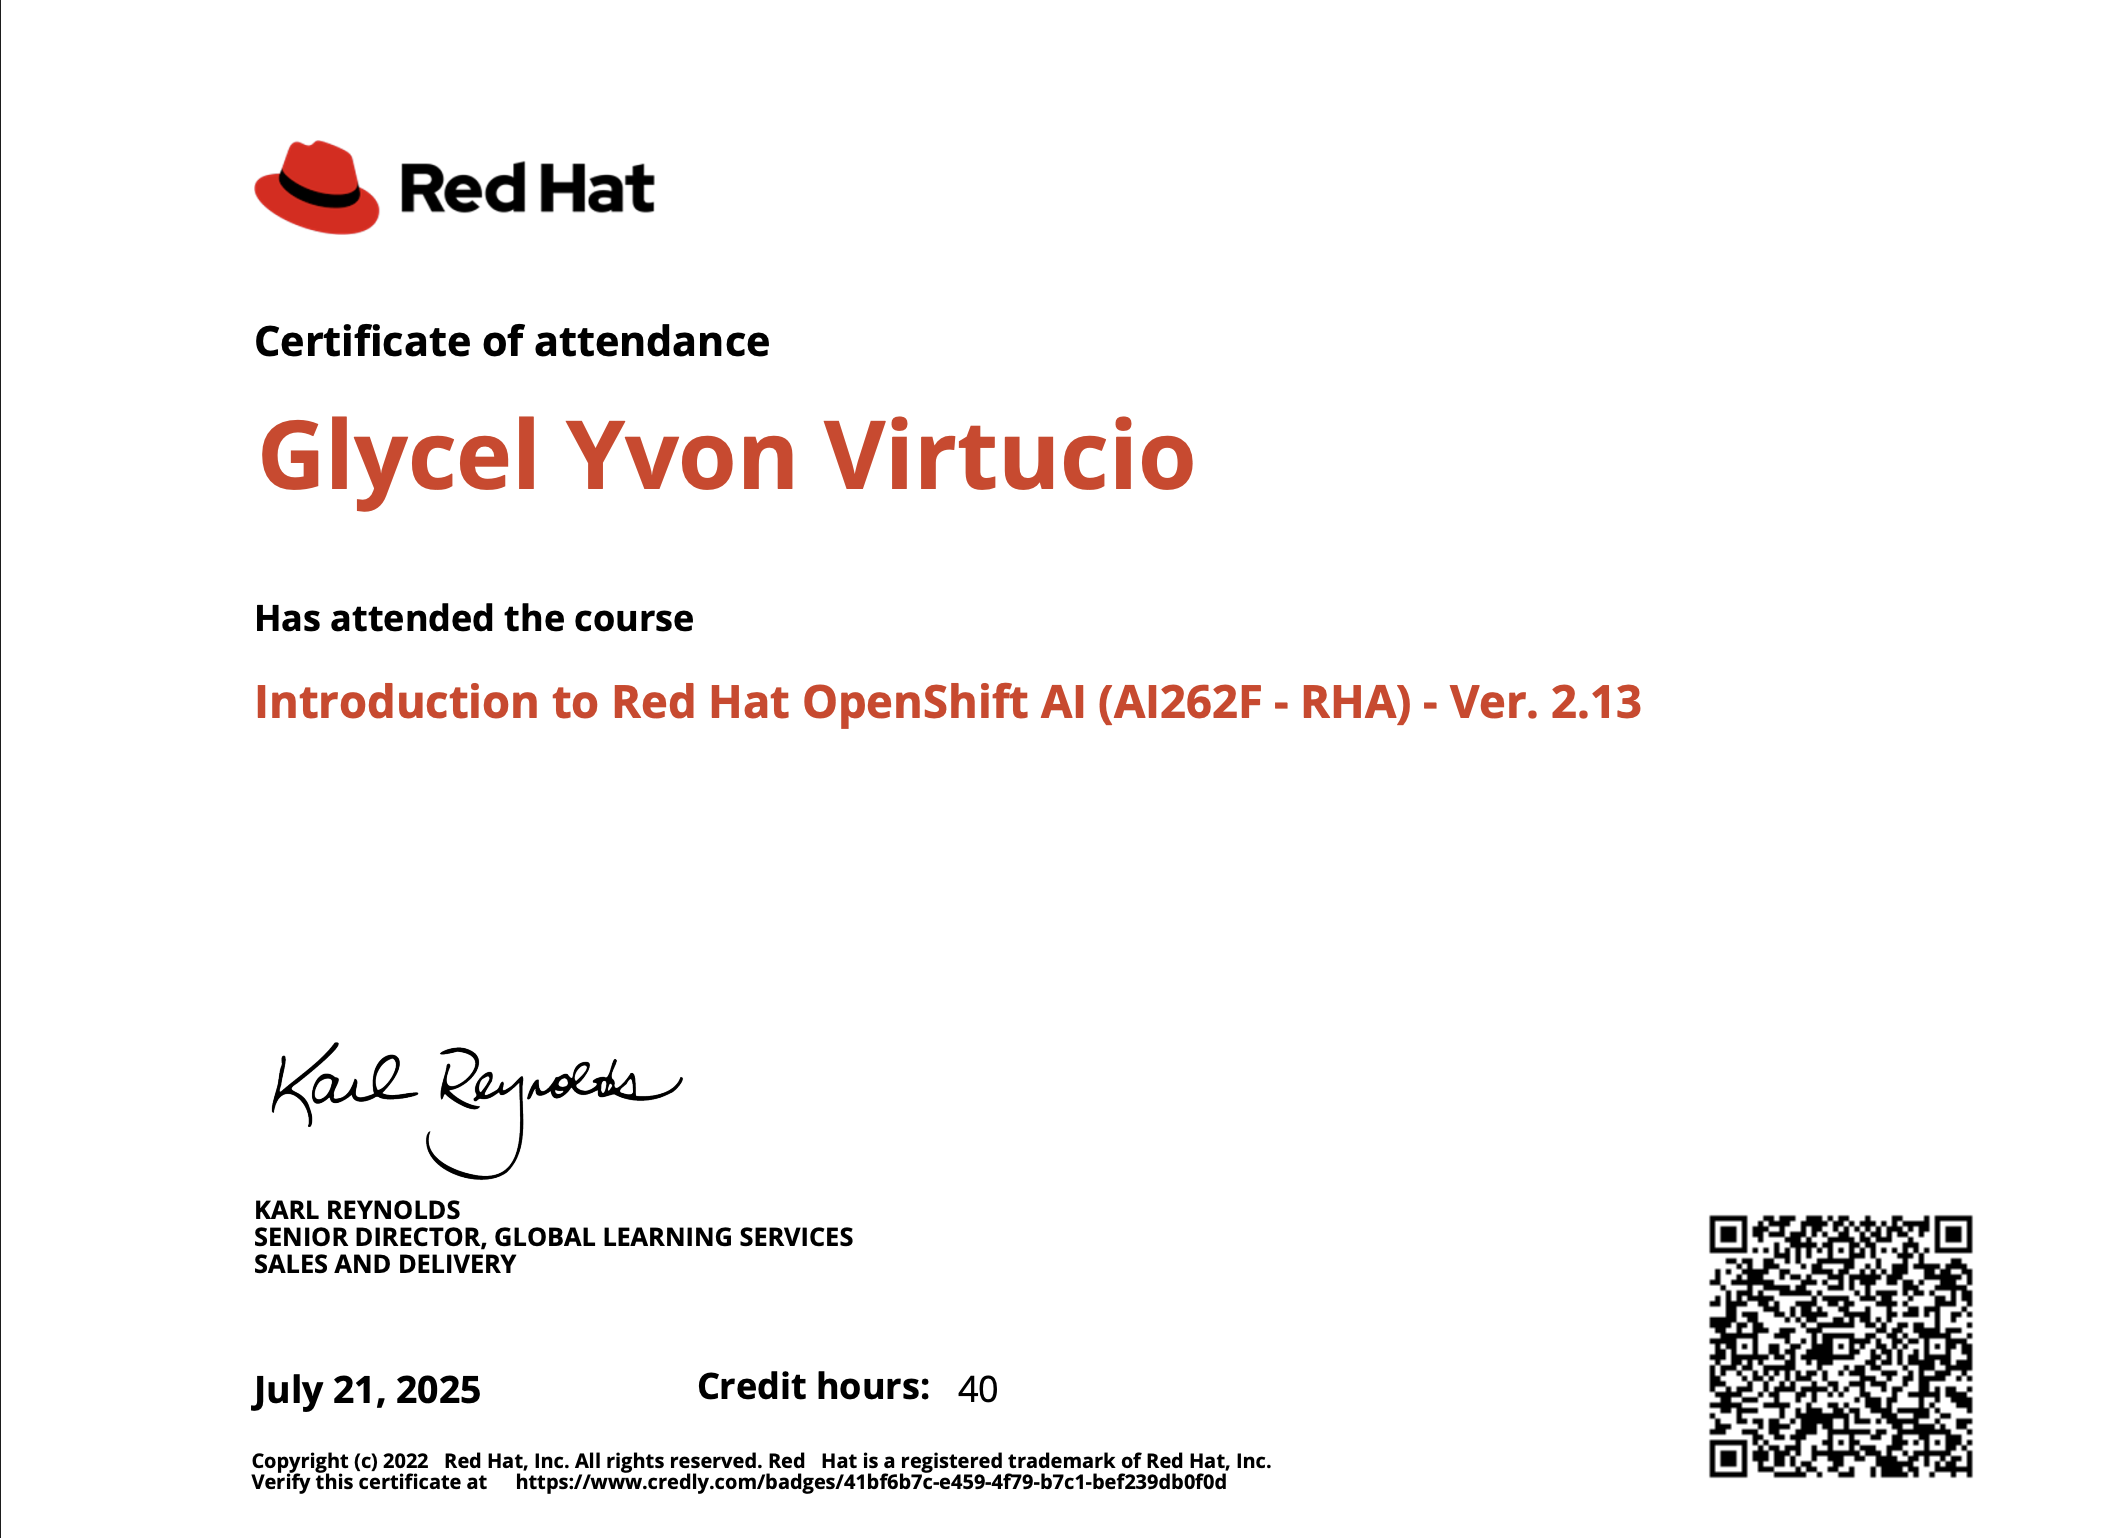 Red Hat
Certificate of attendance
Glycel Yvon Virtucio
Has attended the course
Introduction to Red Hat OpenShift AI (AI262F - RHA) - Ver. 2.13
Karl Reynolds
KARL REYNOLDS
SENIOR DIRECTOR, GLOBAL LEARNING SERVICES
SALES AND DELIVERY
July 21, 2025 Credit hours: 40
Copyright (c) 2022 Red Hat, Inc. All rights reserved. Red Hat is a registered trademark of Red Hat, Inc.
Verify this certificate at https://www.credly.com/badges/41bf6b7c-e459-4f79-b7c1-bef239db0f0d